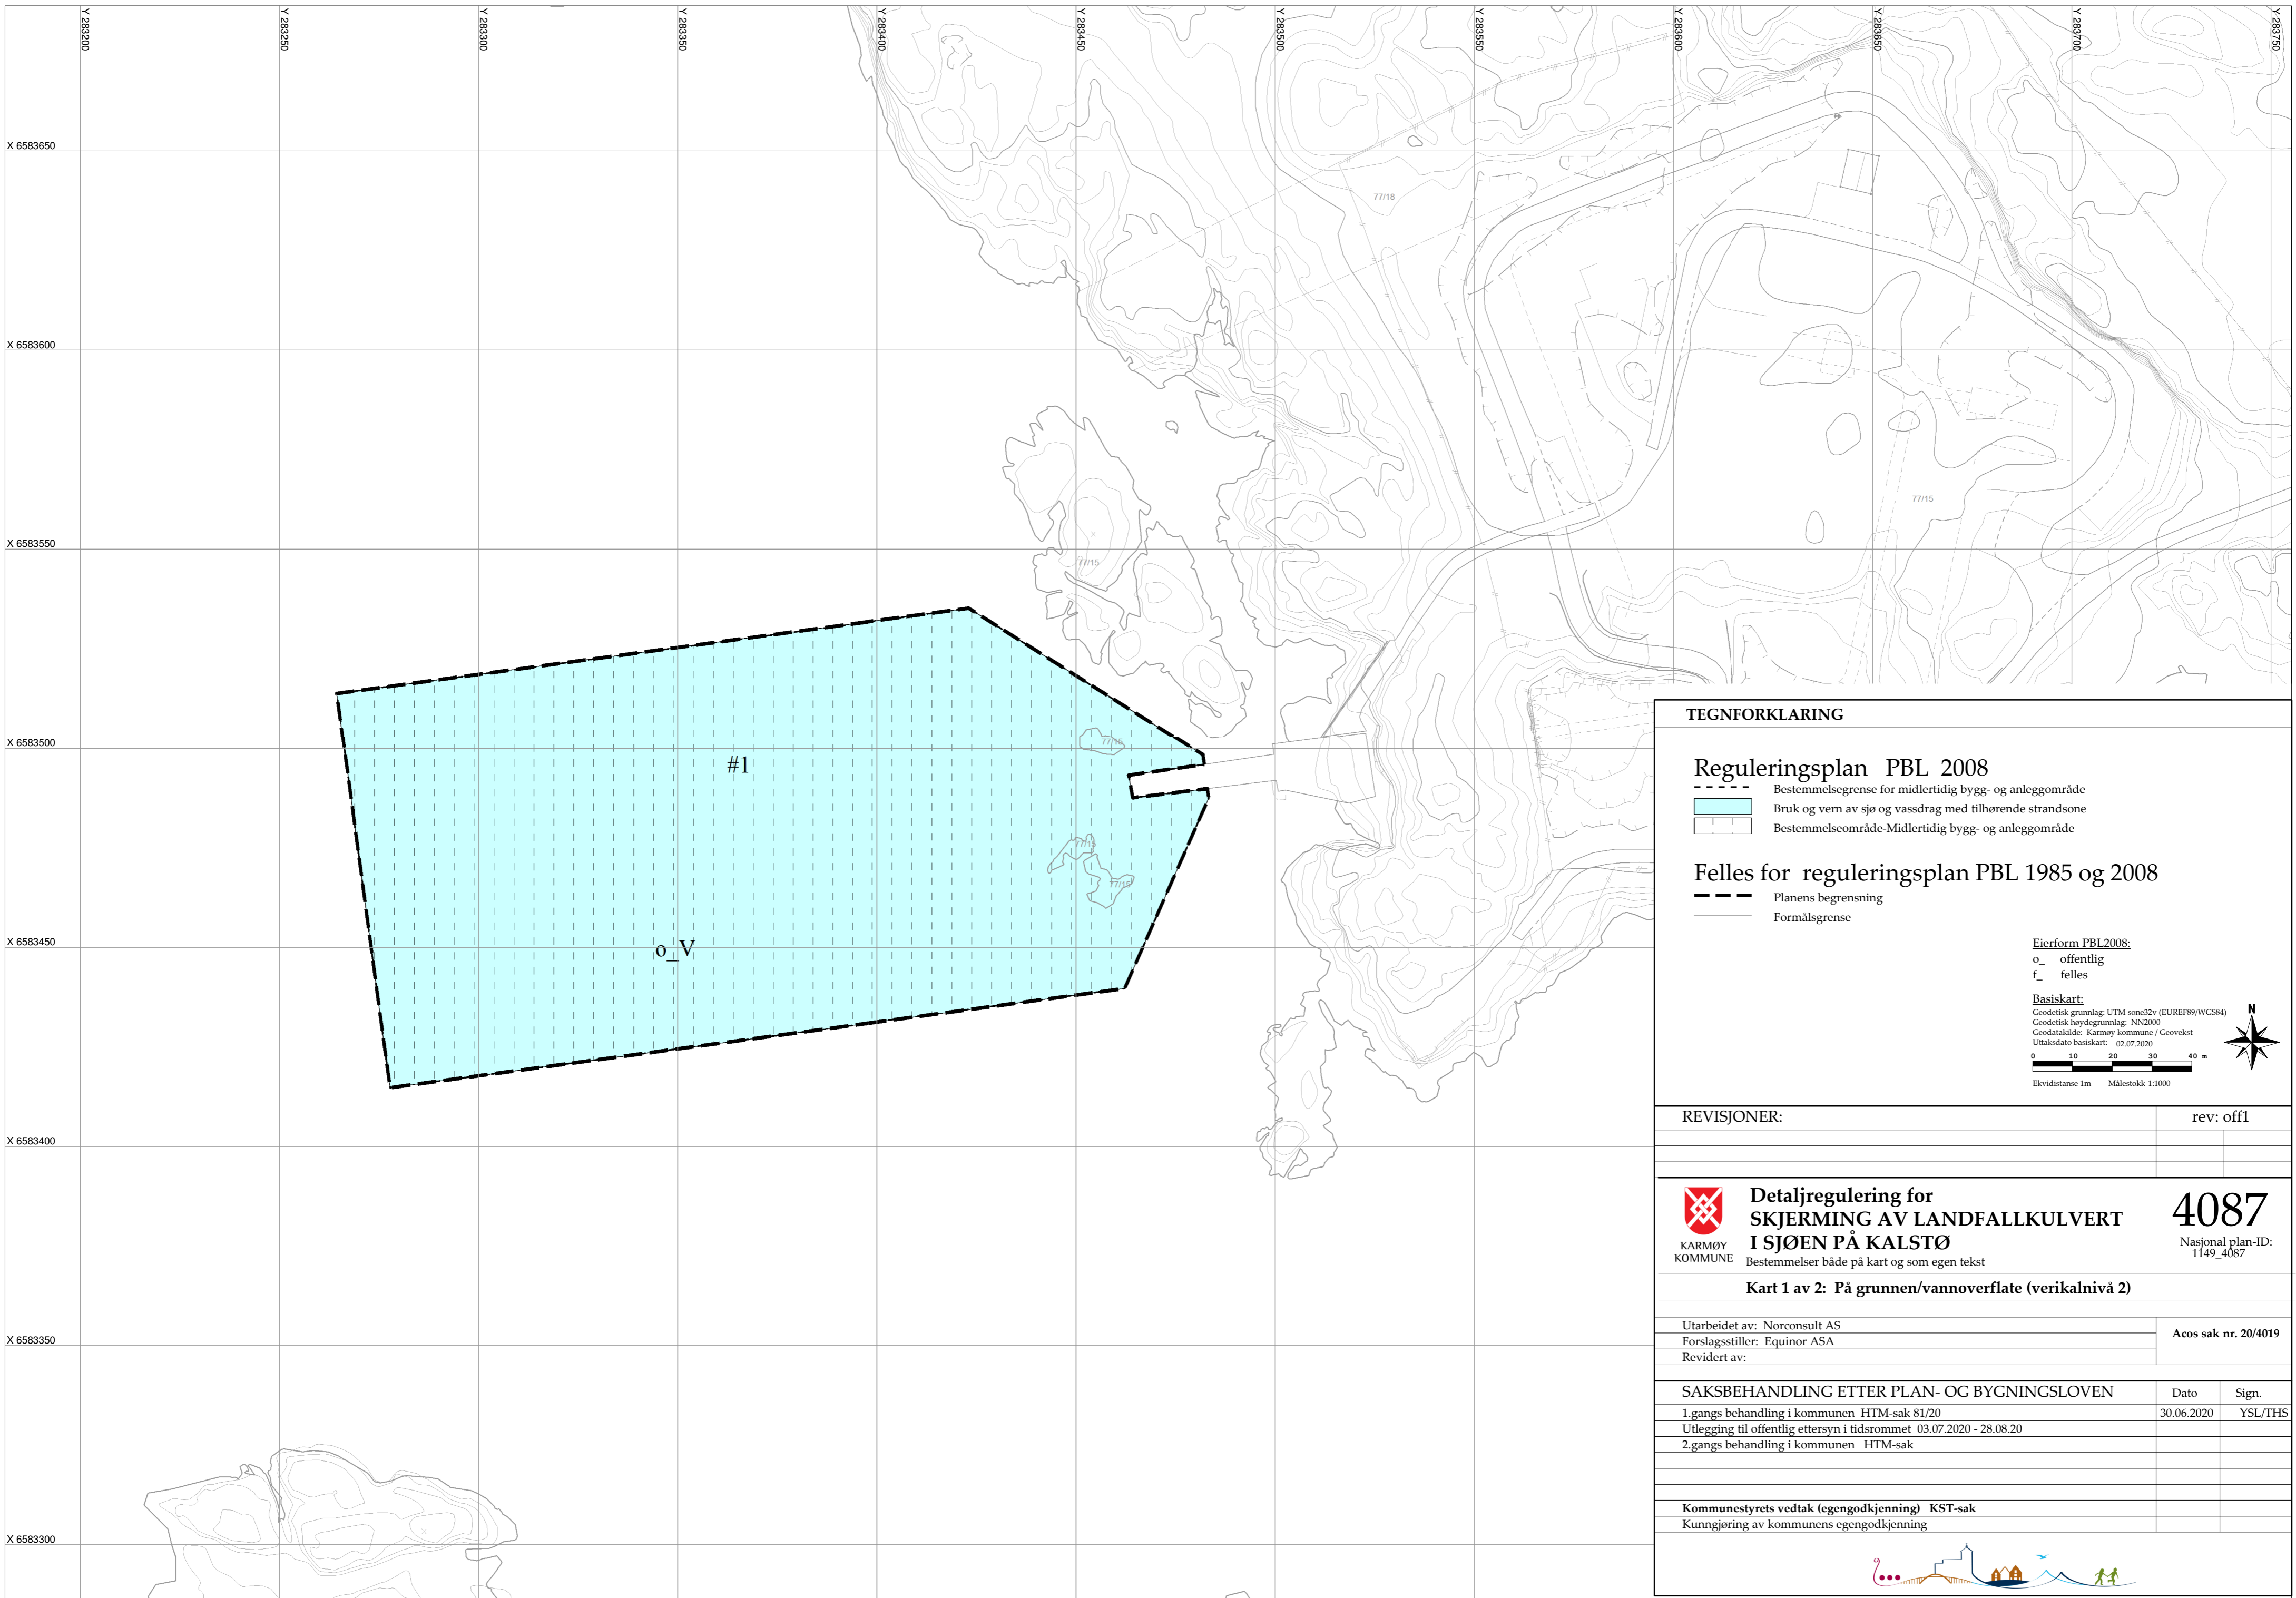 Y 283200
Y 283250
Y 283300
Y 283350
Y 283400
Y 283450
Y 283500
Y 283550
Y 283600
Y 283650
Y 283700
Y 283750
X 6583650
X 6583600
X 6583550
X 6583500
X 6583450
X 6583400
X 6583350
X 6583300
77/18
77/15
77/15
77/15
77/15
77/15
#1
o_V
TEGNFORKLARING
Reguleringsplan PBL 2008
Bestemmelsegrense for midlertidig bygg- og anleggområde
Bruk og vern av sjø og vassdrag med tilhørende strandsone
Bestemmelseområde-Midlertidig bygg- og anleggområde
Felles for reguleringsplan PBL 1985 og 2008
Planens begrensning
Formålsgrense
Eierform PBL2008:
o_ offentlig
f_ felles
Basiskart:
Geodetisk grunnlag: UTM-sone32v (EUREF89/WGS84)
Geodetisk høydegrunnlag: NN2000
Geodatakilde: Karmøy kommune / Geovekst
Uttaksdato basiskart: 02.07.2020
N
0 10 20 30 40 m
Ekvidistanse 1m Målestokk 1:1000
REVISJONER: rev: off1
KARMØY
KOMMUNE
Detaljregulering for
SKJERMING AV LANDFALLKULVERT
I SJØEN PÅ KALSTØ
Bestemmelser både på kart og som egen tekst
4087
Nasjonal plan-ID:
1149_4087
Kart 1 av 2: På grunnen/vannoverflate (verikalnivå 2)
Utarbeidet av: Norconsult AS
Forslagsstiller: Equinor ASA
Revidert av:
Acos sak nr. 20/4019
SAKSBEHANDLING ETTER PLAN- OG BYGNINGSLOVEN Dato Sign.
1.gangs behandling i kommunen HTM-sak 81/20 30.06.2020 YSL/THS
Utlegging til offentlig ettersyn i tidsrommet 03.07.2020 - 28.08.20
2.gangs behandling i kommunen HTM-sak
Kommunestyrets vedtak (egengodkjenning) KST-sak
Kunngjøring av kommunens egengodkjenning